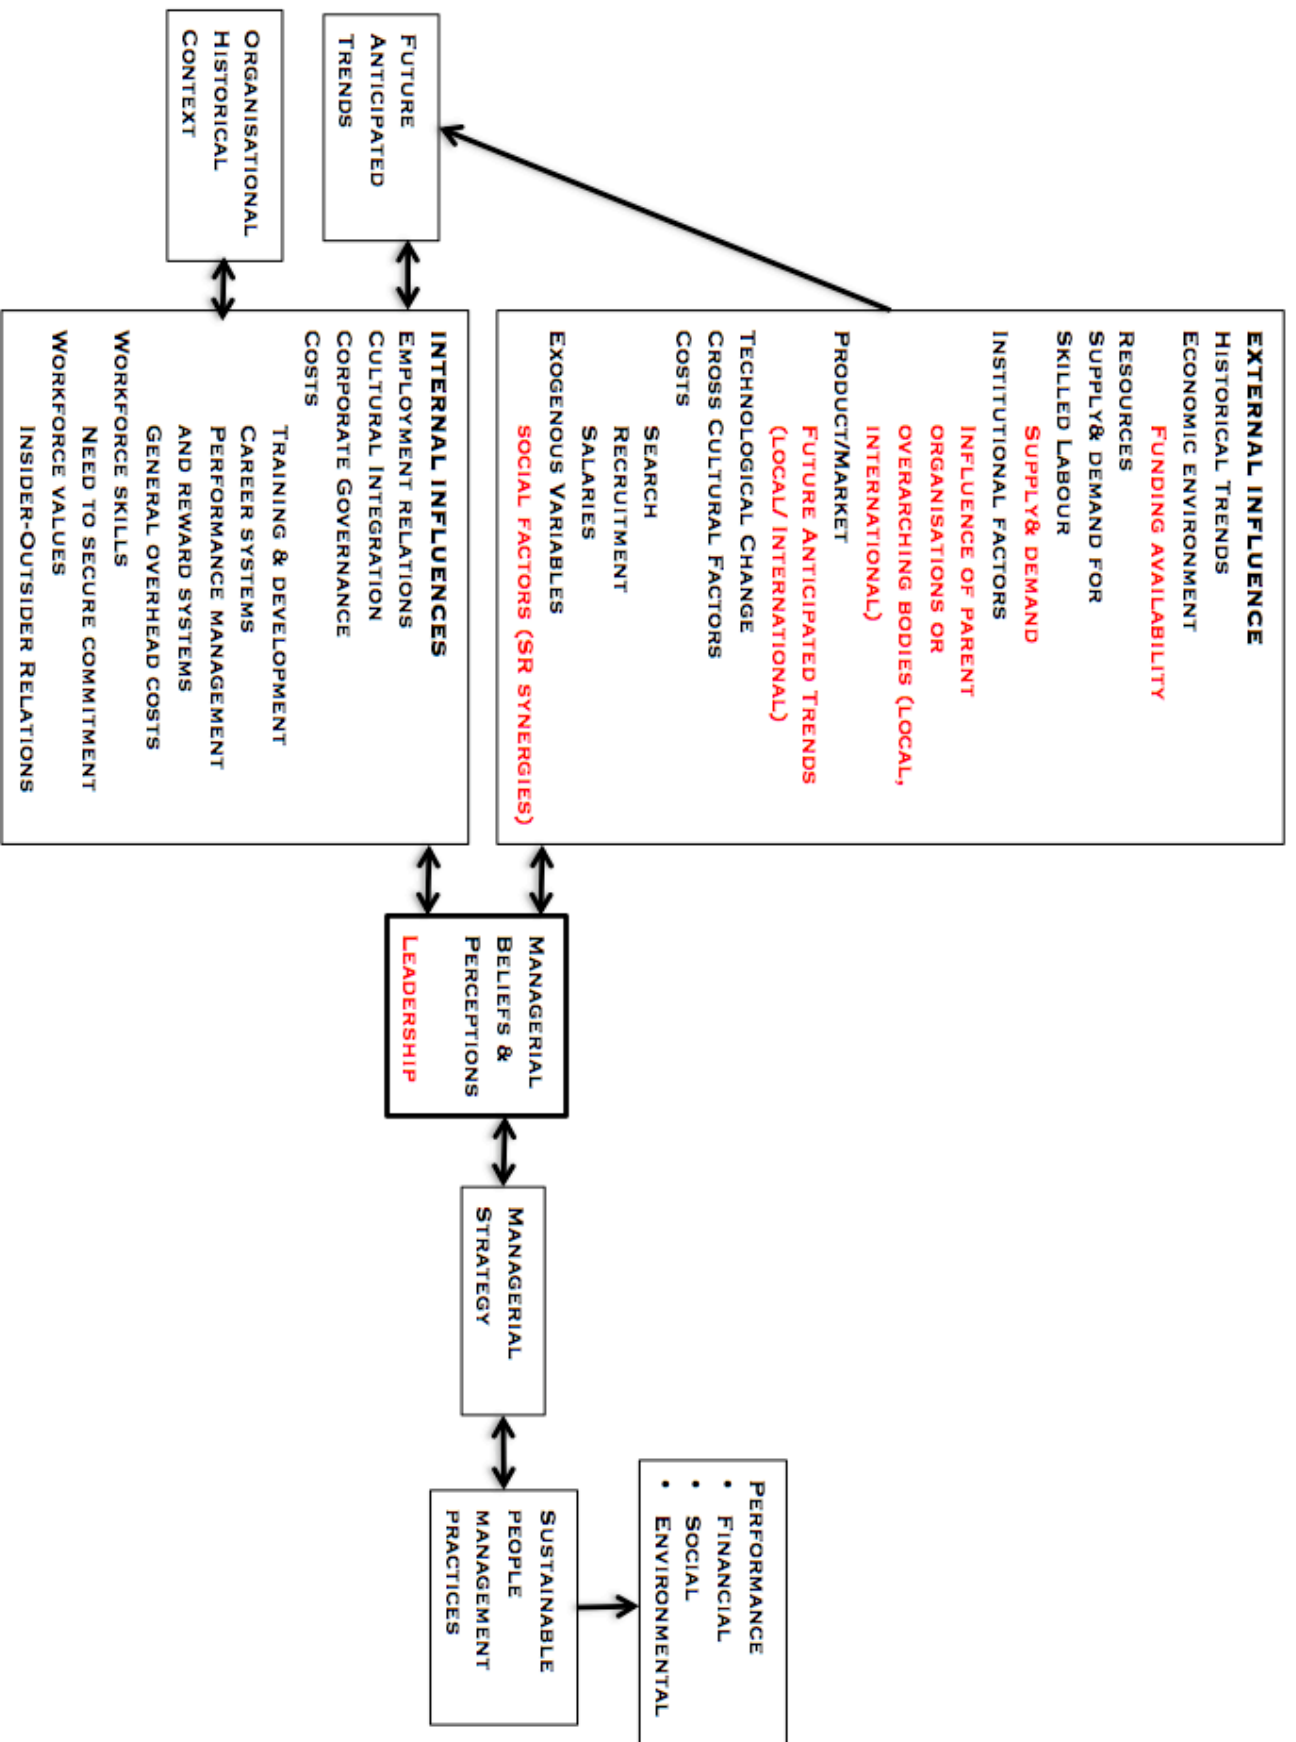 EXTERNAL INFLUENCE
HISTORICAL TRENDS
ECONOMIC ENVIRONMENT
FUNDING AVAILABILITY
RESOURCES
SUPPLY& DEMAND FOR
SKILLED LABOUR
SUPPLY& DEMAND
INSTITUTIONAL FACTORS
INFLUENCE OF PARENT
ORGANISATIONS OR
OVERARCHING BODIES (LOCAL,
INTERNATIONAL)
PRODUCT/MARKET
FUTURE ANTICIPATED TRENDS
(LOCAL/ INTERNATIONAL)
TECHNOLOGICAL CHANGE
CROSS CULTURAL FACTORS
COSTS
SEARCH
RECRUITMENT
SALARIES
EXOGENOUS VARIABLES
SOCIAL FACTORS (SR SYNERGIES)
FUTURE
ANTICIPATED
TRENDS
ORGANISATIONAL
HISTORICAL
CONTEXT
INTERNAL INFLUENCES
EMPLOYMENT RELATIONS
CULTURAL INTEGRATION
CORPORATE GOVERNANCE
COSTS
TRAINING & DEVELOPMENT
CAREER SYSTEMS
PERFORMANCE MANAGEMENT
AND REWARD SYSTEMS
GENERAL OVERHEAD COSTS
WORKFORCE SKILLS
NEED TO SECURE COMMITMENT
WORKFORCE VALUES
INSIDER-OUTSIDER RELATIONS
MANAGERIAL
BELIEFS &
PERCEPTIONS
LEADERSHIP
MANAGERIAL
STRATEGY
PERFORMANCE
• FINANCIAL
• SOCIAL
• ENVIRONMENTAL
SUSTAINABLE
PEOPLE
MANAGEMENT
PRACTICES